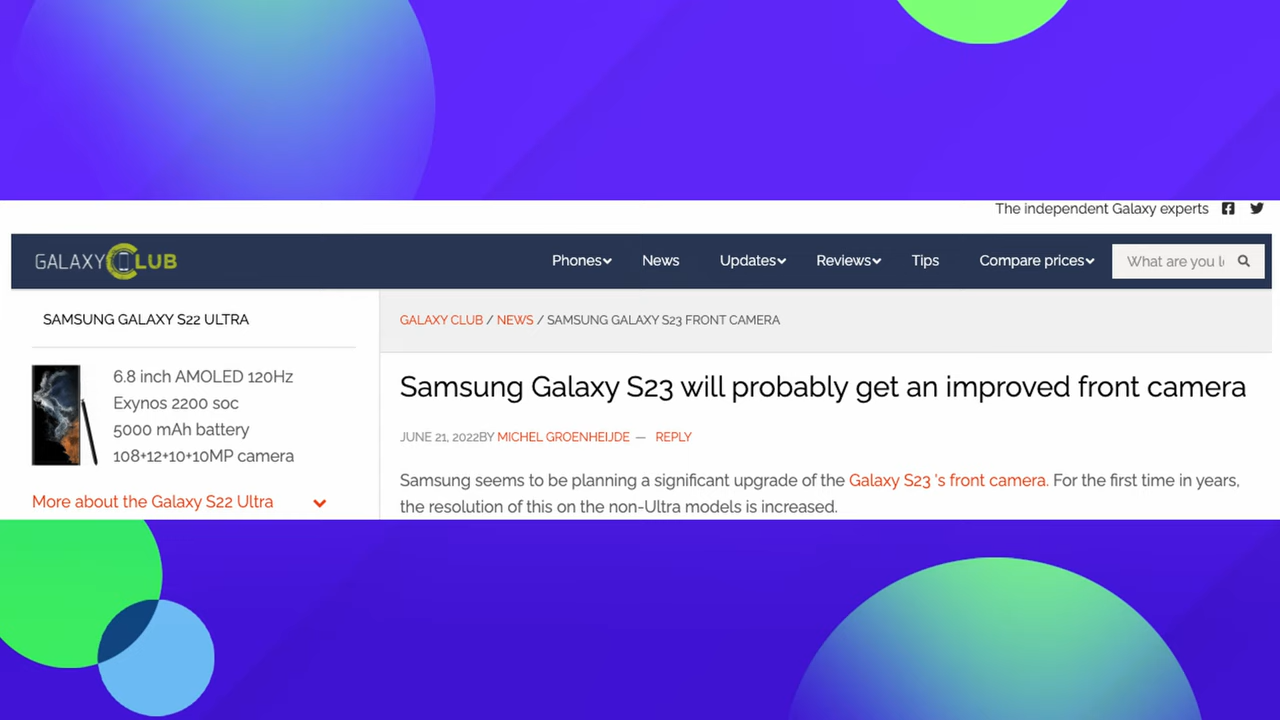 The independent Galaxy experts
GALAXY CLUB
Phones News Updates Reviews Tips Compare prices What are you l
SAMSUNG GALAXY S22 ULTRA
6.8 inch AMOLED 120Hz
Exynos 2200 soc
5000 mAh battery
108+12+10+10MP camera
More about the Galaxy S22 Ultra
GALAXY CLUB / NEWS / SAMSUNG GALAXY S23 FRONT CAMERA
Samsung Galaxy S23 will probably get an improved front camera
JUNE 21, 2022BY MICHEL GROENHEIJDE — REPLY
Samsung seems to be planning a significant upgrade of the Galaxy S23 's front camera. For the first time in years,
the resolution of this on the non-Ultra models is increased.